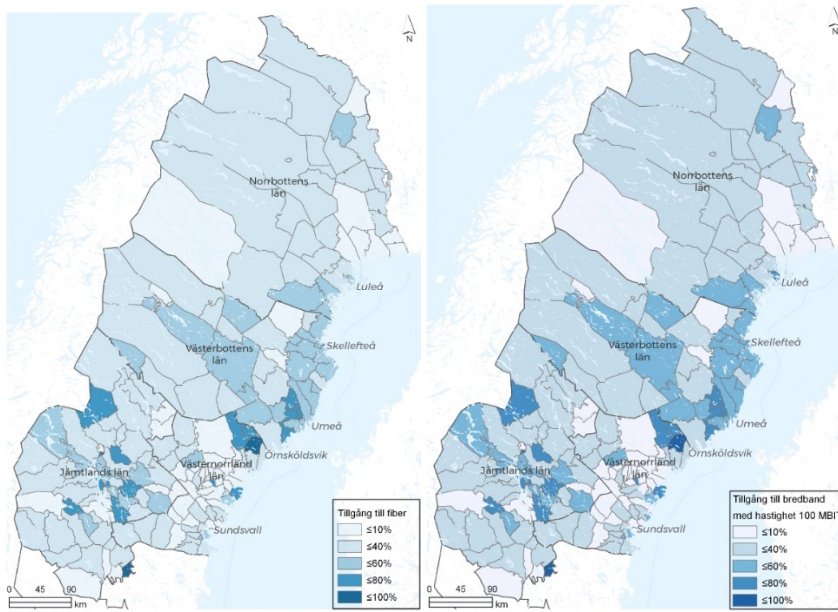 N
Norrbottens
län
Luleå
Skellefteå
Västerbottens
län
Umeå
Örnsköldsvik
Jämtlands län
Västernorrland
län
Sundsvall
Tillgång till fiber
≤10%
≤40%
≤60%
≤80%
≤100%
0 45 90
km
N
Norrbottens
län
Luleå
Skellefteå
Västerbottens
län
Umeå
Örnsköldsvik
Jämtlands län
Västernorrland
län
Sundsvall
Tillgång till bredband
med hastighet 100 MBIT
≤10%
≤40%
≤60%
≤80%
≤100%
0 45 90
km